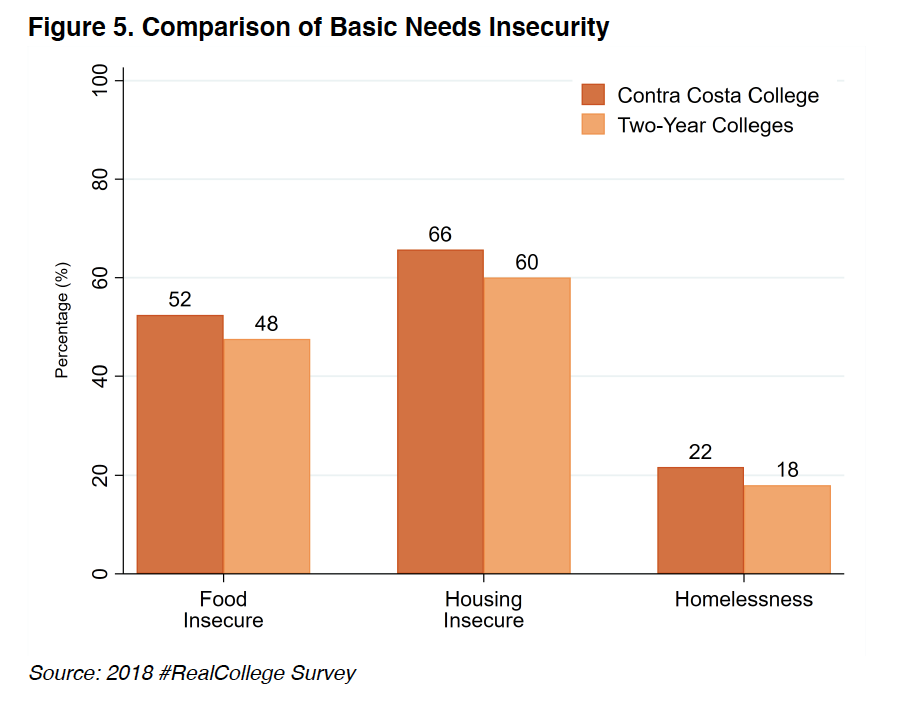 Figure 5. Comparison of Basic Needs Insecurity
Contra Costa College
Two-Year Colleges
Percentage (%)
100
80
60
40
20
0
52
48
66
60
22
18
Food
Insecure
Housing
Insecure
Homelessness
Source: 2018 #RealCollege Survey